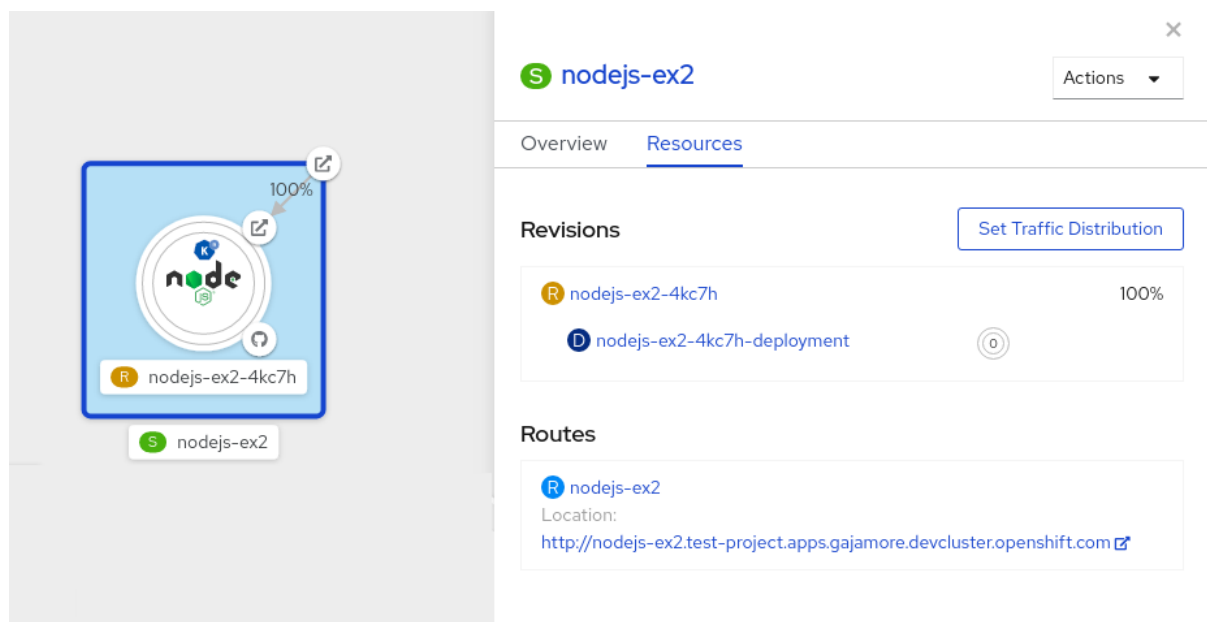 100%
K
node
JS
R nodejs-ex2-4kc7h
S nodejs-ex2
S nodejs-ex2
Actions
Overview Resources
Revisions
Set Traffic Distribution
R nodejs-ex2-4kc7h 100%
D nodejs-ex2-4kc7h-deployment 0
Routes
R nodejs-ex2
Location:
http://nodejs-ex2.test-project.apps.gajamore.devcluster.openshift.com